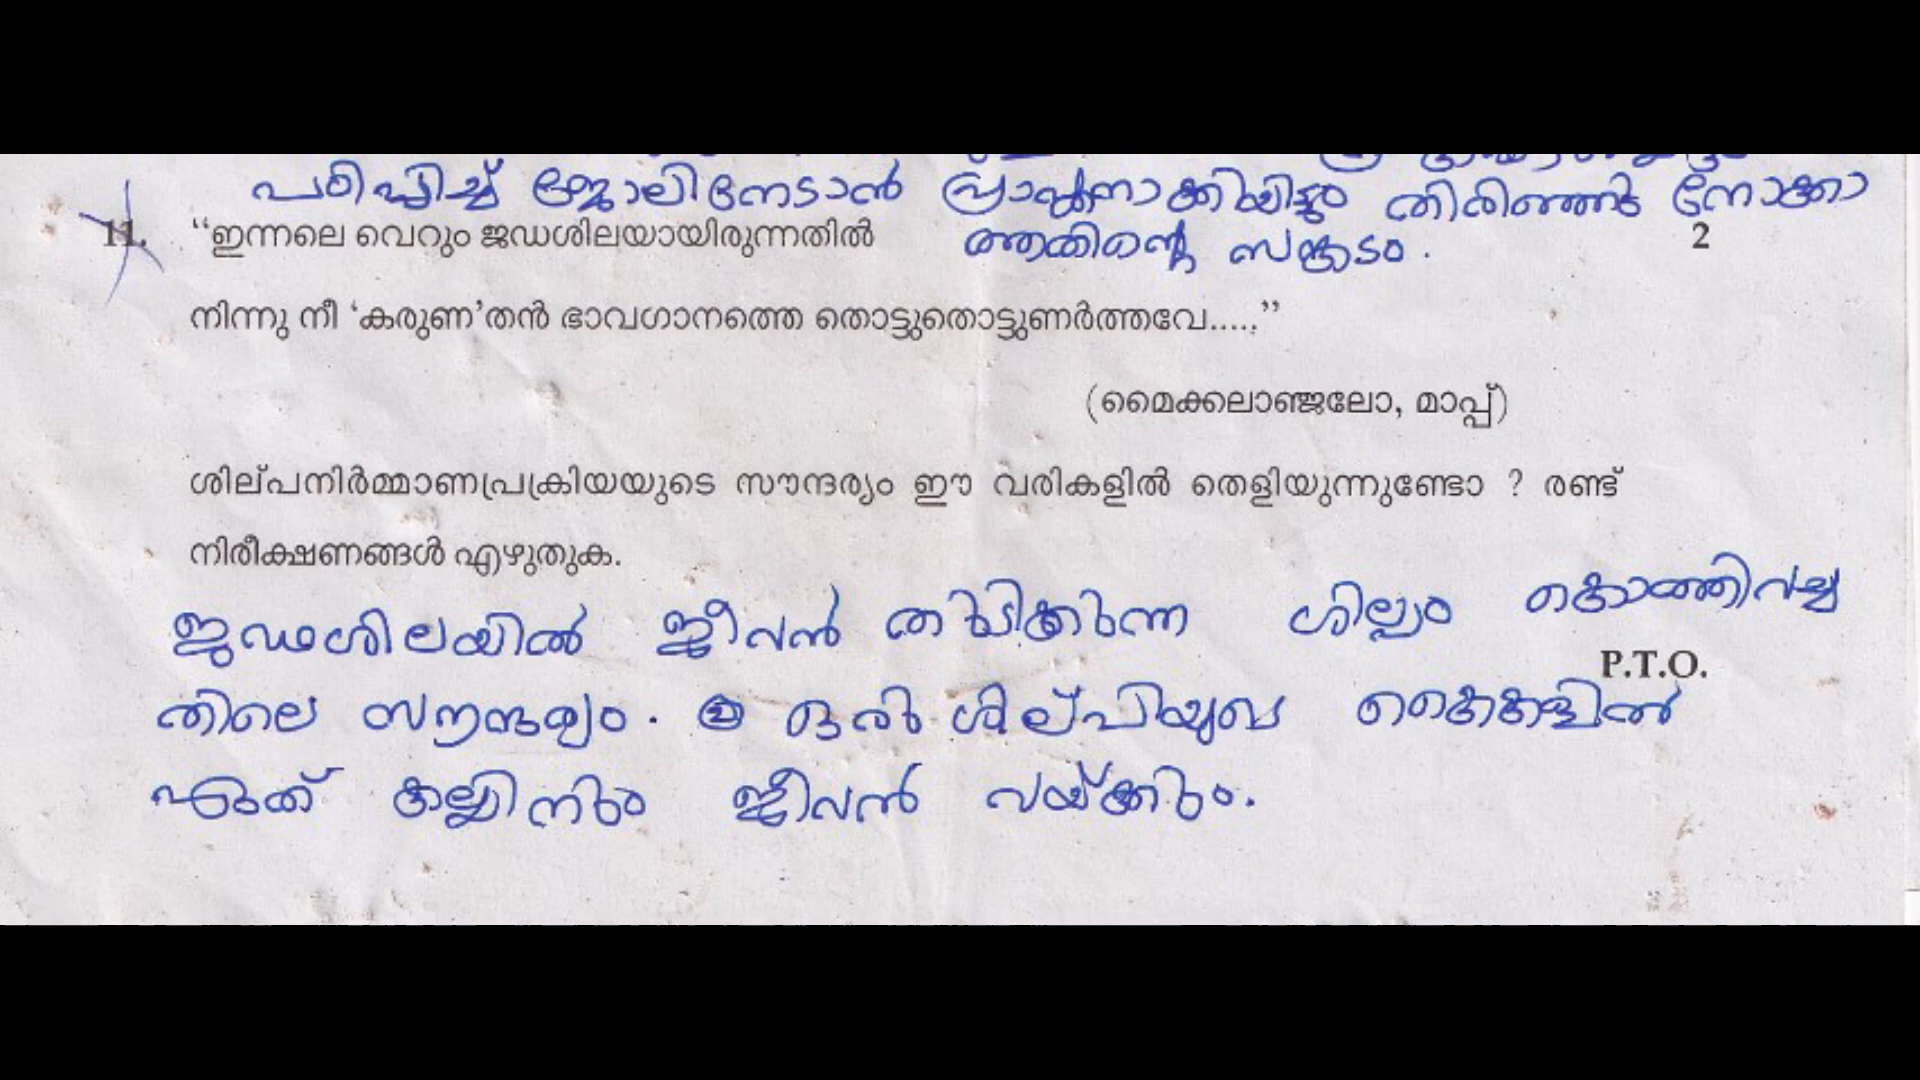 പഠിപ്പിച്ച് ജോലിനേടാൻ പ്രാപ്തനാക്കിയിട്ടും തിരിഞ്ഞു നോക്കാ
11. “ഇന്നലെ വെറും ജഡശിലയായിരുന്നതിൽ ത്തതിന്റെ സങ്കടം. 2
നിന്നു നീ ‘കരുണ’തൻ ഭാവഗാനത്തെ തൊട്ടുതൊട്ടുണർത്തവേ.....”
(മൈക്കലാഞ്ജലോ, മാപ്പ്)
ശില്പനിർമ്മാണപ്രക്രിയയുടെ സൗന്ദര്യം ഈ വരികളിൽ തെളിയുന്നുണ്ടോ ? രണ്ട്
നിരീക്ഷണങ്ങൾ എഴുതുക.
ജഡശിലയിൽ ജീവൻ തുടിക്കുന്ന ശില്പം കൊത്തിവച്ച
P.T.O.
തിലെ സൗന്ദര്യം. ഒരു ശില്പിയുടെ കൈകളിൽ
ഏത് കല്ലിനും ജീവൻ വയ്ക്കും.